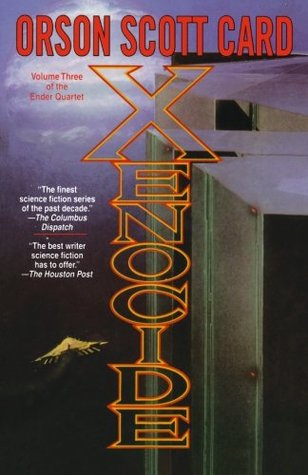 ORSON SCOTT CARD
Volume Three
of the
Ender Quartet
XENOCIDE
"The finest
science fiction series
of the past decade."
—The Columbus
Dispatch
"The best writer
science fiction
has to offer."
—The Houston Post